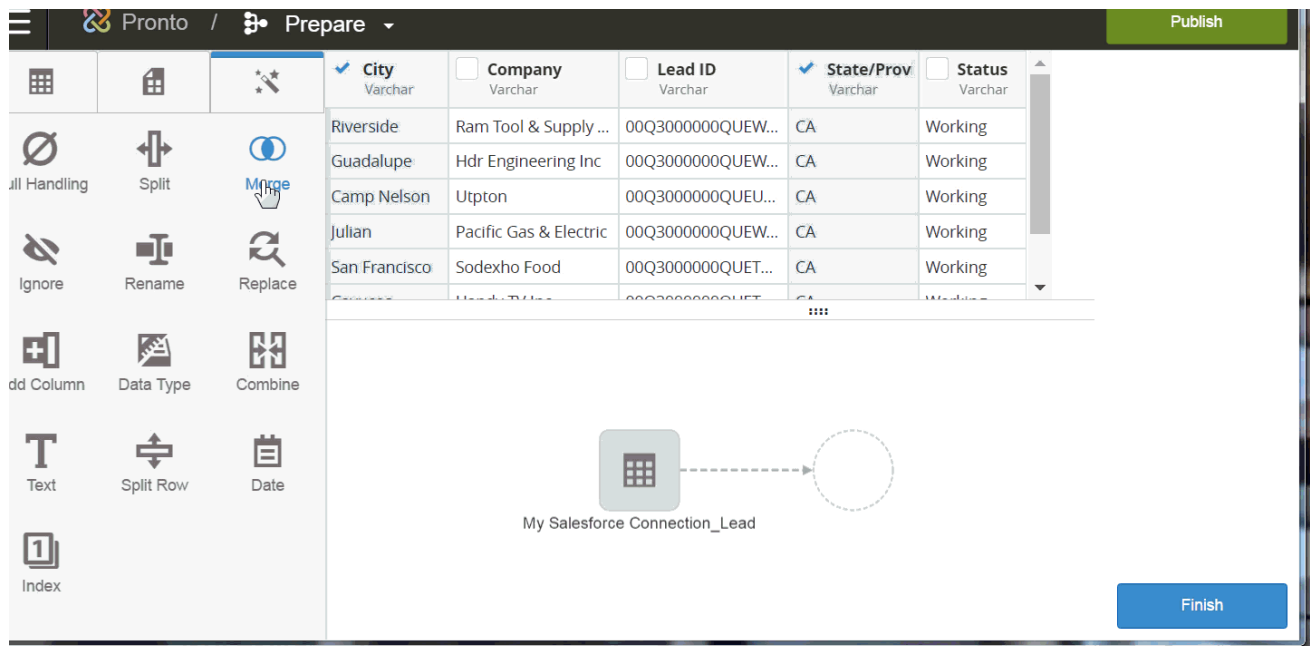 Pronto / Prepare
Publish
City Company Lead ID State/Prov Status
Varchar Varchar Varchar Varchar Varchar
Riverside Ram Tool & Supply ... 00Q3000000QUEW... CA Working
Guadalupe Hdr Engineering Inc 00Q3000000QUEW... CA Working
Camp Nelson Utpton 00Q3000000QUEU... CA Working
Julian Pacific Gas & Electric 00Q3000000QUEW... CA Working
San Francisco Sodexho Food 00Q3000000QUET... CA Working
ull Handling Split Merge
Ignore Rename Replace
dd Column Data Type Combine
Text Split Row Date
1
Index
My Salesforce Connection_Lead
Finish